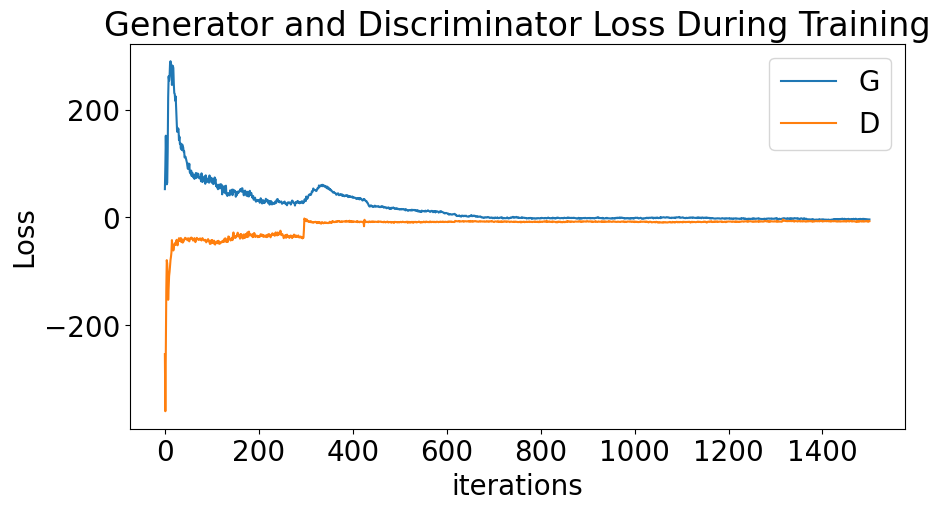 Generator and Discriminator Loss During Training
G
D
200
0
−200
Loss
0 200 400 600 800 1000 1200 1400
iterations